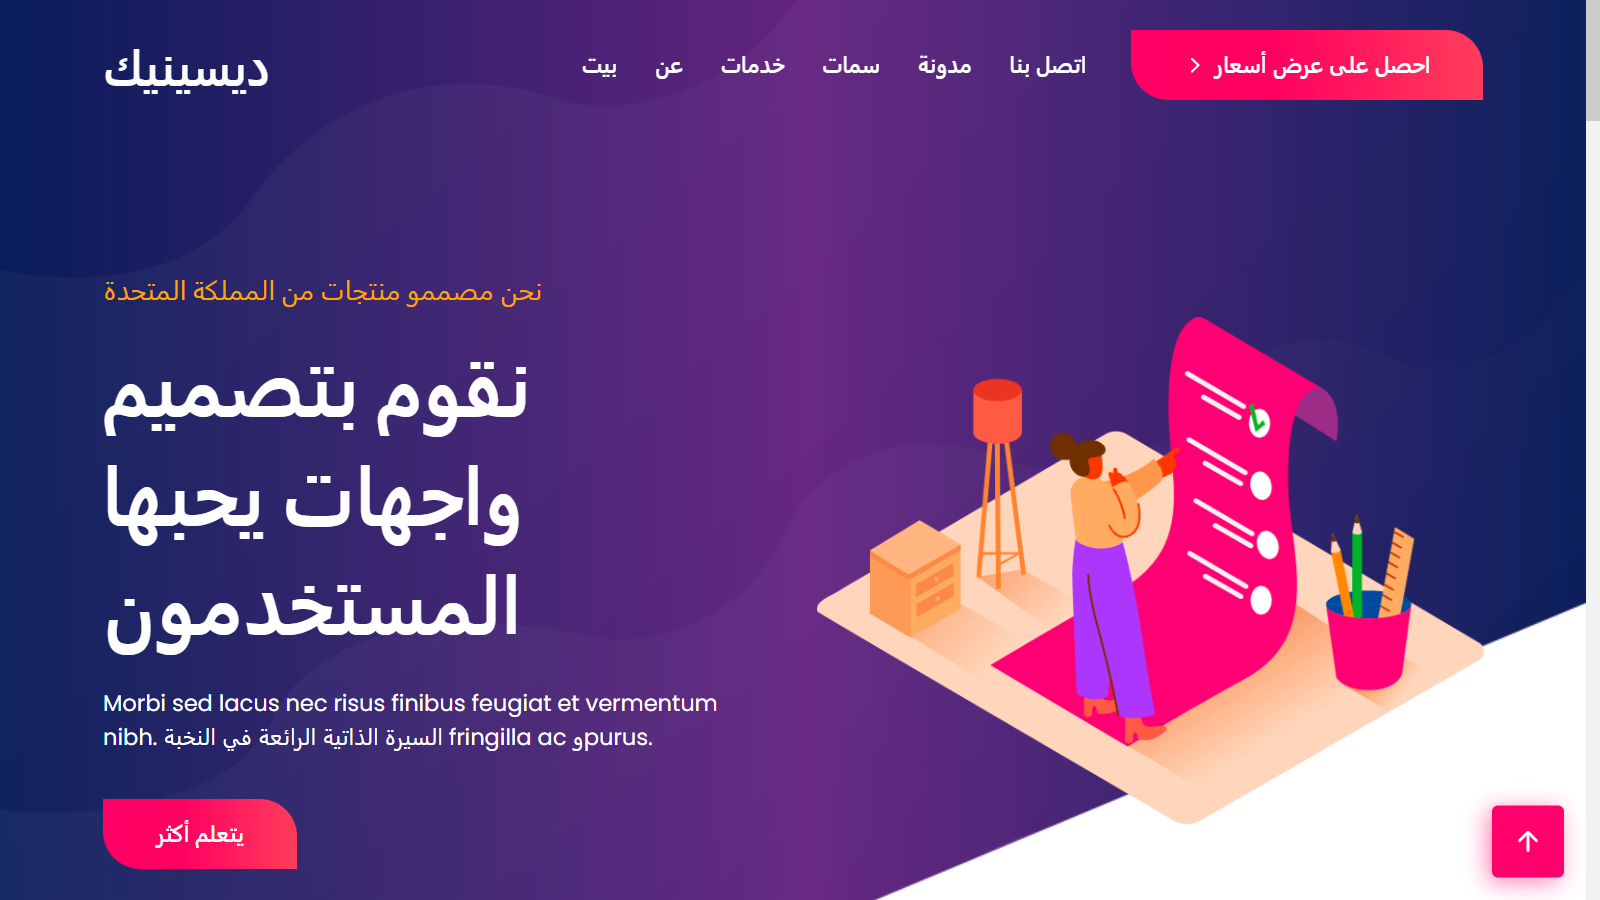 ديسينيك
بيت
عن
خدمات
سمات
مدونة
اتصل بنا
احصل على عرض أسعار
نحن مصممو منتجات من المملكة المتحدة
نقوم بتصميم
واجهات يحبها
المستخدمون
Morbi sed lacus nec risus finibus feugiat et vermentum
nibh. السيرة الذاتية الرائعة في النخبة fringilla ac وpurus.
يتعلم أكثر